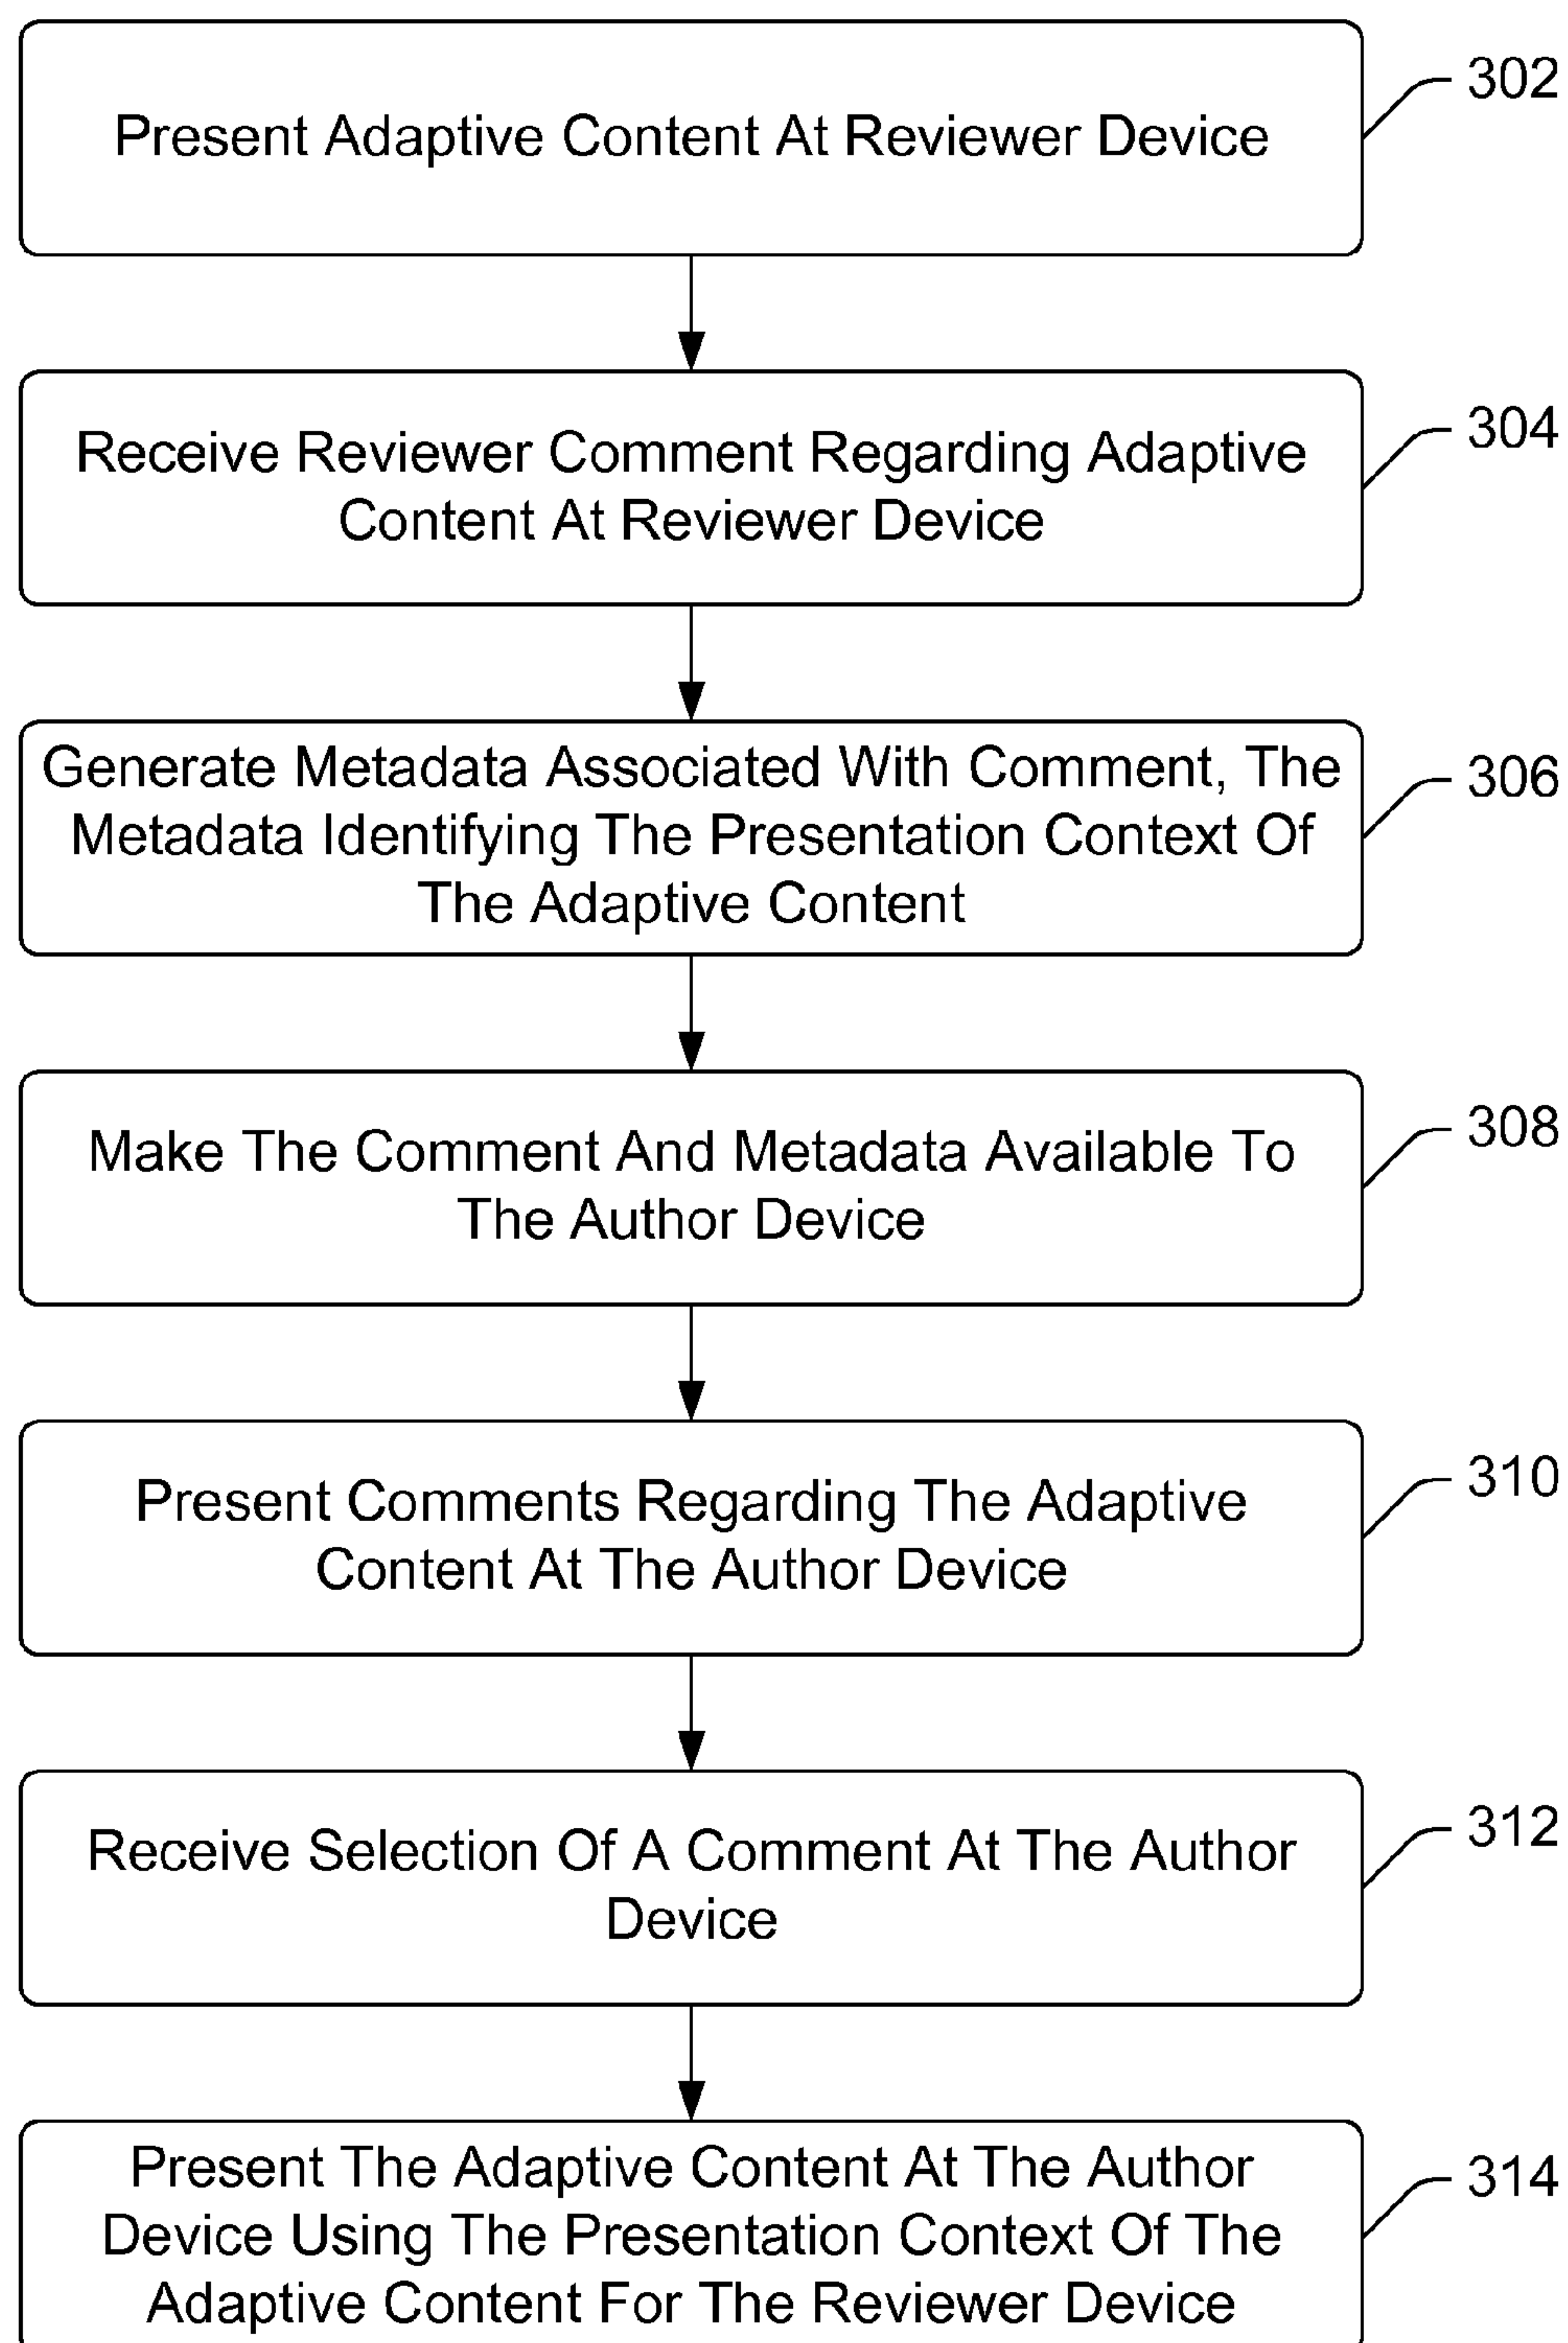 Present Adaptive Content At Reviewer Device
302
Receive Reviewer Comment Regarding Adaptive
Content At Reviewer Device
304
Generate Metadata Associated With Comment, The
Metadata Identifying The Presentation Context Of
The Adaptive Content
306
Make The Comment And Metadata Available To
The Author Device
308
Present Comments Regarding The Adaptive
Content At The Author Device
310
Receive Selection Of A Comment At The Author
Device
312
Present The Adaptive Content At The Author
Device Using The Presentation Context Of The
Adaptive Content For The Reviewer Device
314